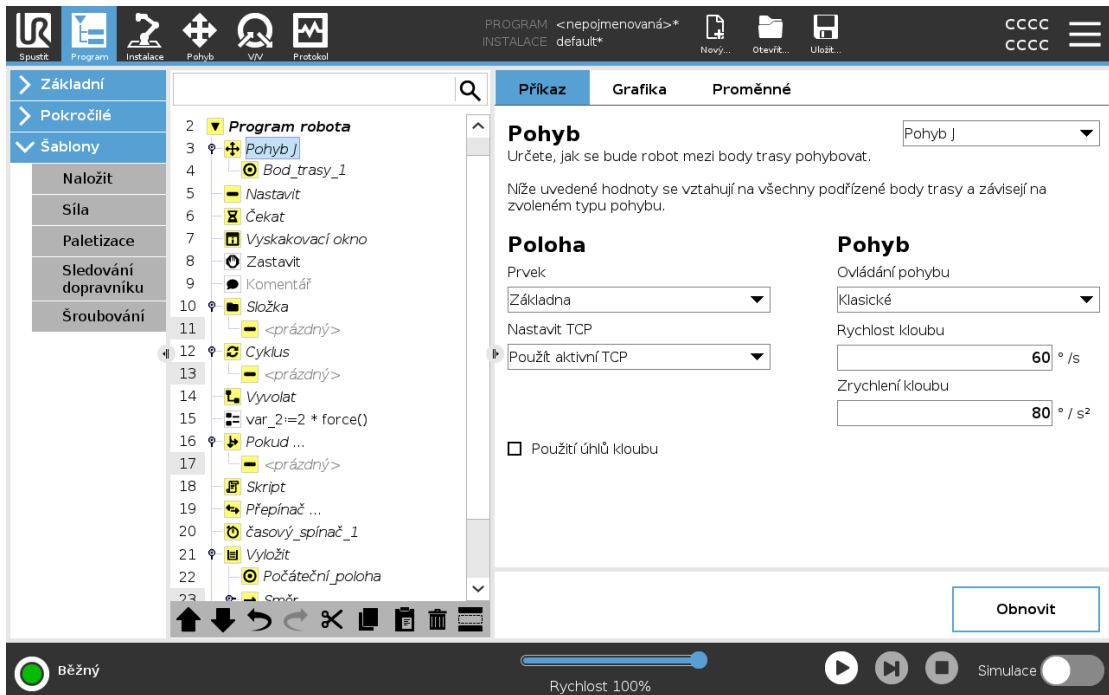 UR
Spustit
Program
Instalace
Pohyb
V/V
Protokol
PROGRAM <nepojmenovaná>*
INSTALACE default*
Nový...
Otevřít...
Uložit...
CCCC
CCCC
Základní
Pokročilé
Šablony
Naložit
Síla
Paletizace
Sledování
dopravníku
Šroubování
2 Program robota
3 Pohyb J
4 Bod_trasy_1
5 Nastavit
6 Čekat
7 Vyskakovací okno
8 Zastavit
9 Komentář
10 Složka
11 <prázdný>
12 Cyklus
13 <prázdný>
14 Vyvolat
15 var_2:=2 * force()
16 Pokud ...
17 <prázdný>
18 Skript
19 Přepínač ...
20 časový_spínač_1
21 Vyložit
22 Počáteční_poloha
23 Směr
Příkaz
Grafika
Proměnné
Pohyb
Pohyb J
Určete, jak se bude robot mezi body trasy pohybovat.
Níže uvedené hodnoty se vztahují na všechny podřízené body trasy a závisejí na
zvoleném typu pohybu.
Poloha
Prvek
Základna
Nastavit TCP
Použít aktivní TCP
Použití úhlů kloubu
Pohyb
Ovládání pohybu
Klasické
Rychlost kloubu
60 °/s
Zrychlení kloubu
80 °/s²
Obnovit
Běžný
Rychlost 100%
Simulace